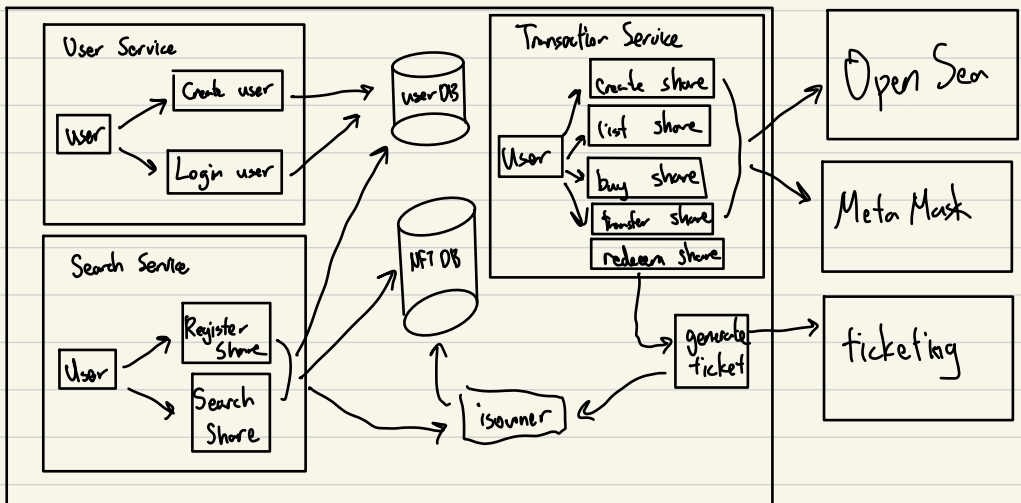 User Service
user
Create user
Login user
user DB
Search Service
User
Register
Share
Search
Share
NFT DB
isowner
Transaction Service
User
create share
list share
buy share
transfer share
redeem share
generate
ticket
Open Sea
Meta Mask
ticketing